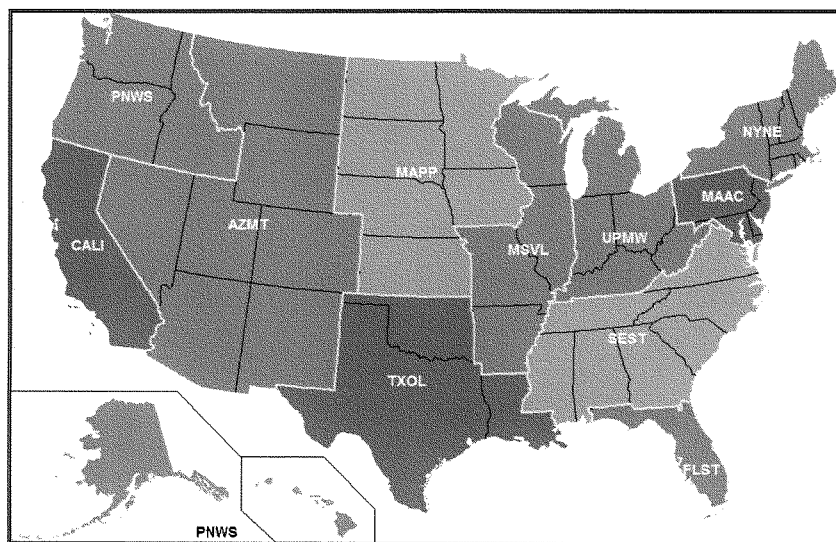 PNWS
NYNE
MAPP
MAAC
AZMT
UPMW
CALI
MSVL
SEST
TXOL
FLST
PNWS